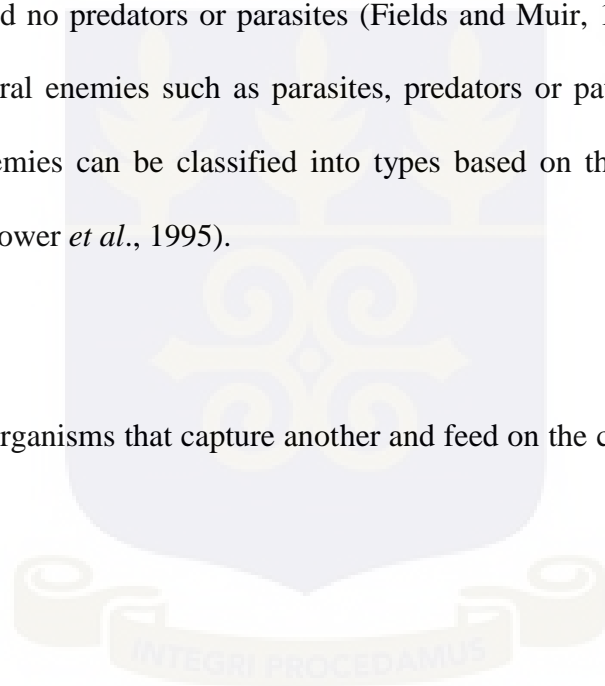 d no predators or parasites (Fields and Muir, 1
ral enemies such as parasites, predators or pa
emies can be classified into types based on th
ower et al., 1995).
rganisms that capture another and feed on the c
INTEGRI PROCEDAMUS